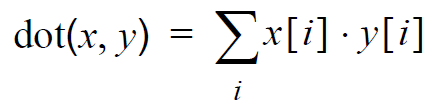 dot(x, y) = ∑ x[i] · y[i]
i